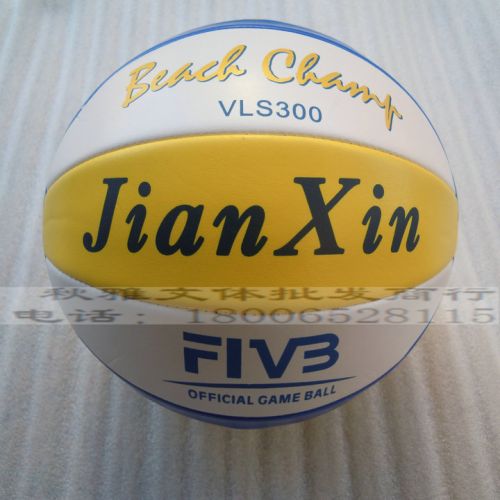 Beach Champ
VLS300
JianXin
秋雅文体批发商行
电话：18006528115
FIVB
OFFICIAL GAME BALL